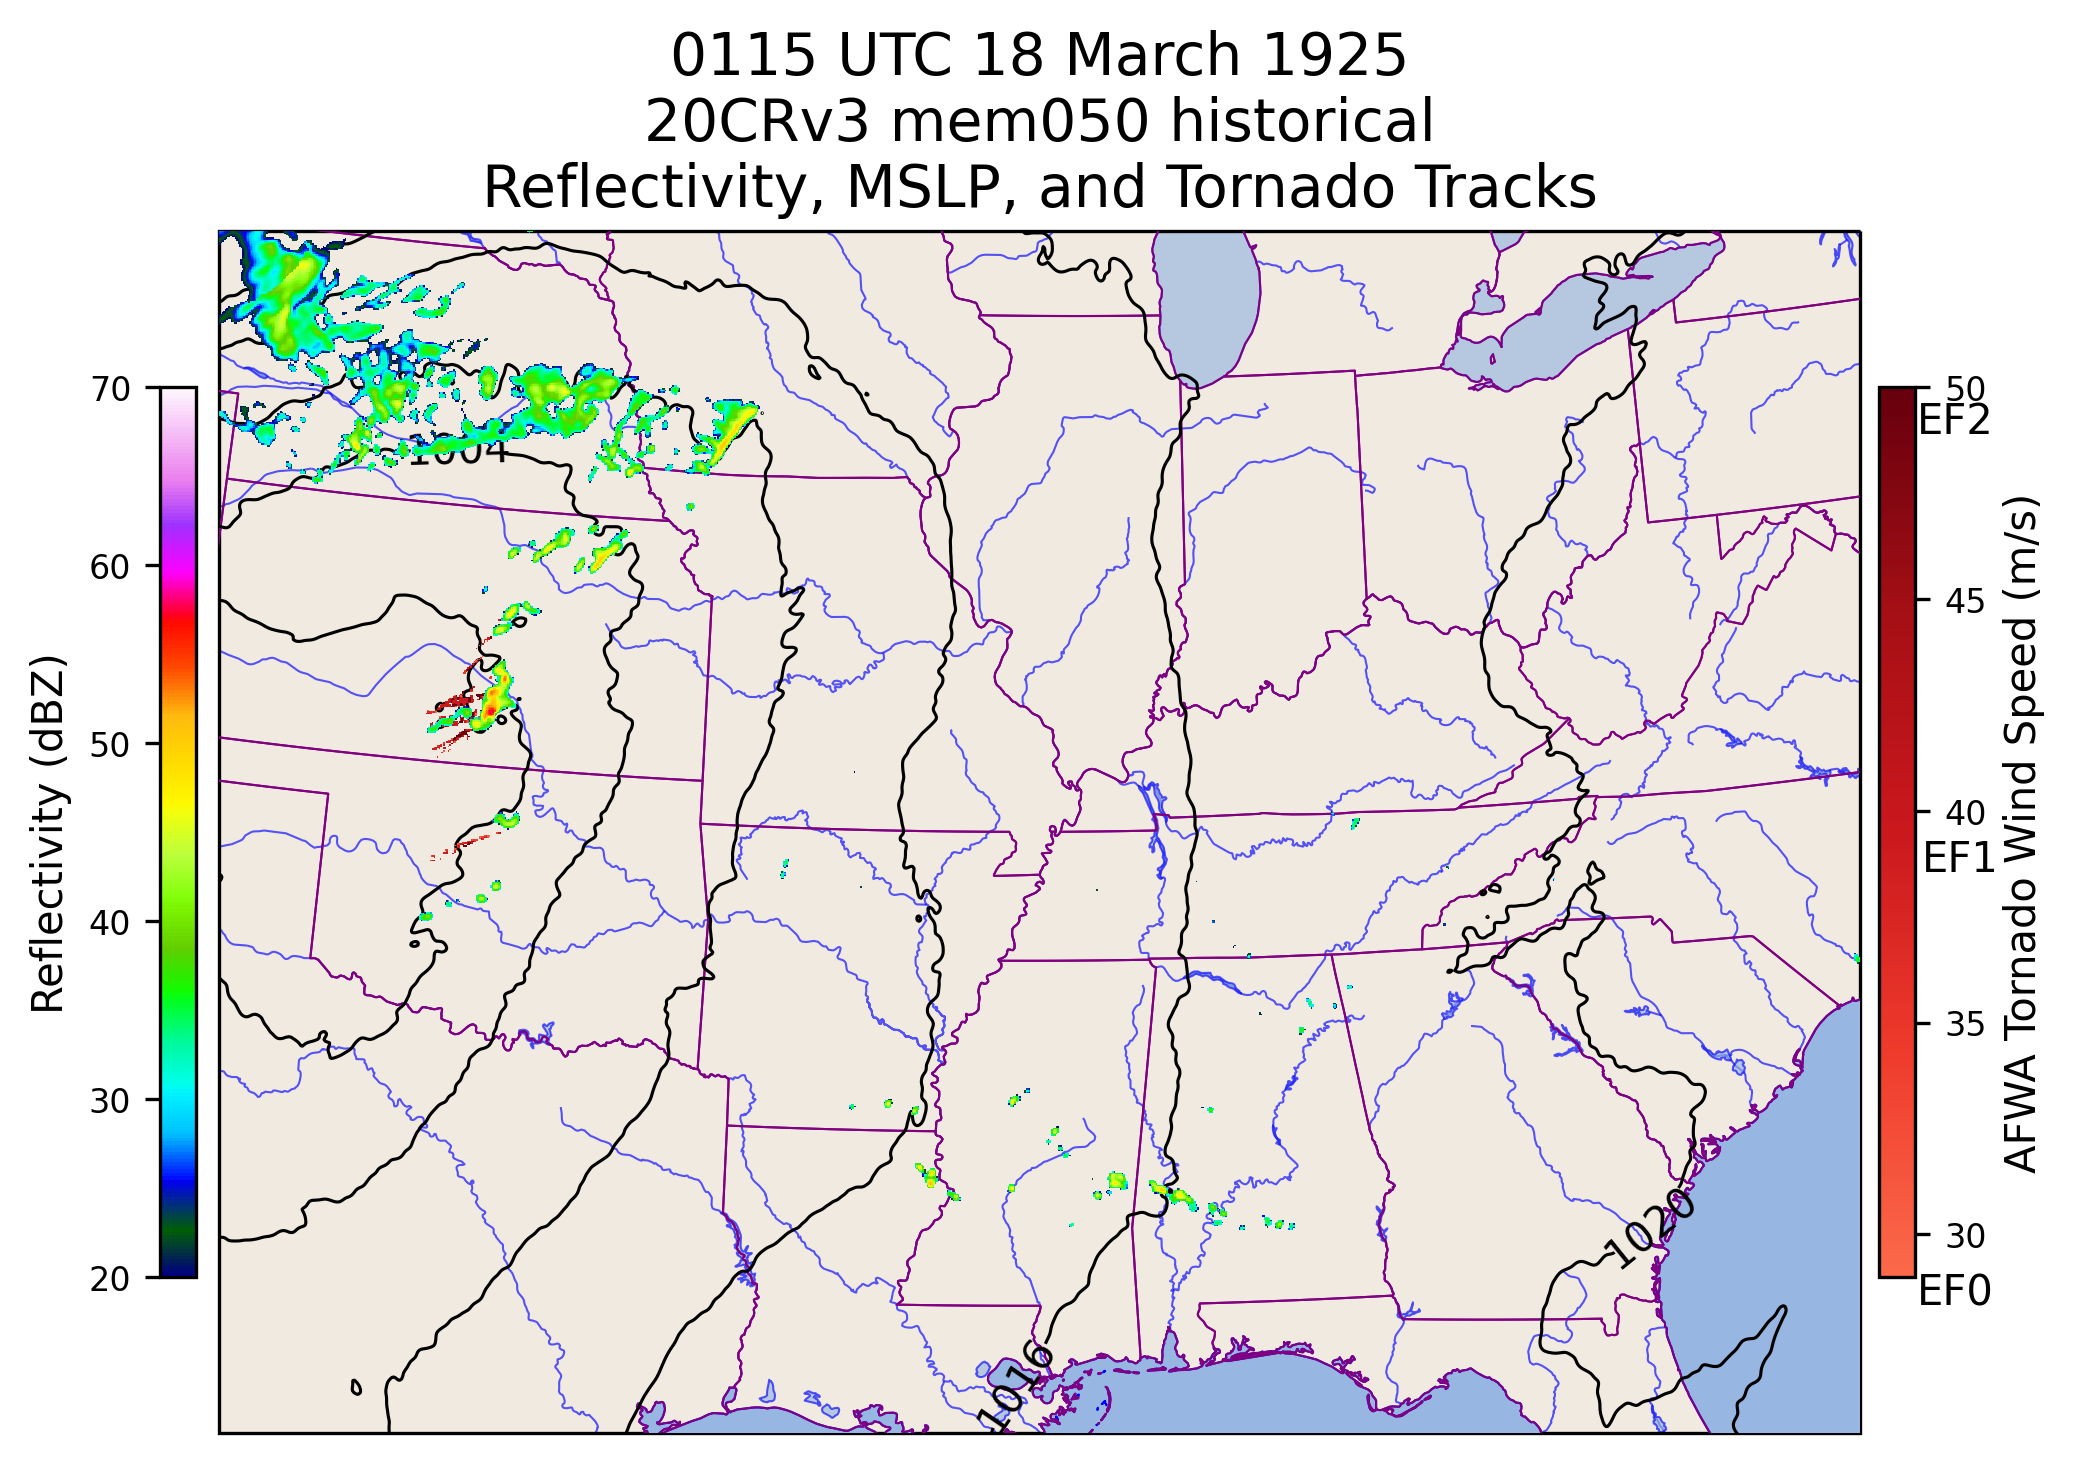 0115 UTC 18 March 1925
20CRv3 mem050 historical
Reflectivity, MSLP, and Tornado Tracks
Reflectivity (dBZ)
70
60
50
40
30
20
1004
1016
1020
50
EF2
45
40
EF1
35
30
EF0
AFWA Tornado Wind Speed (m/s)